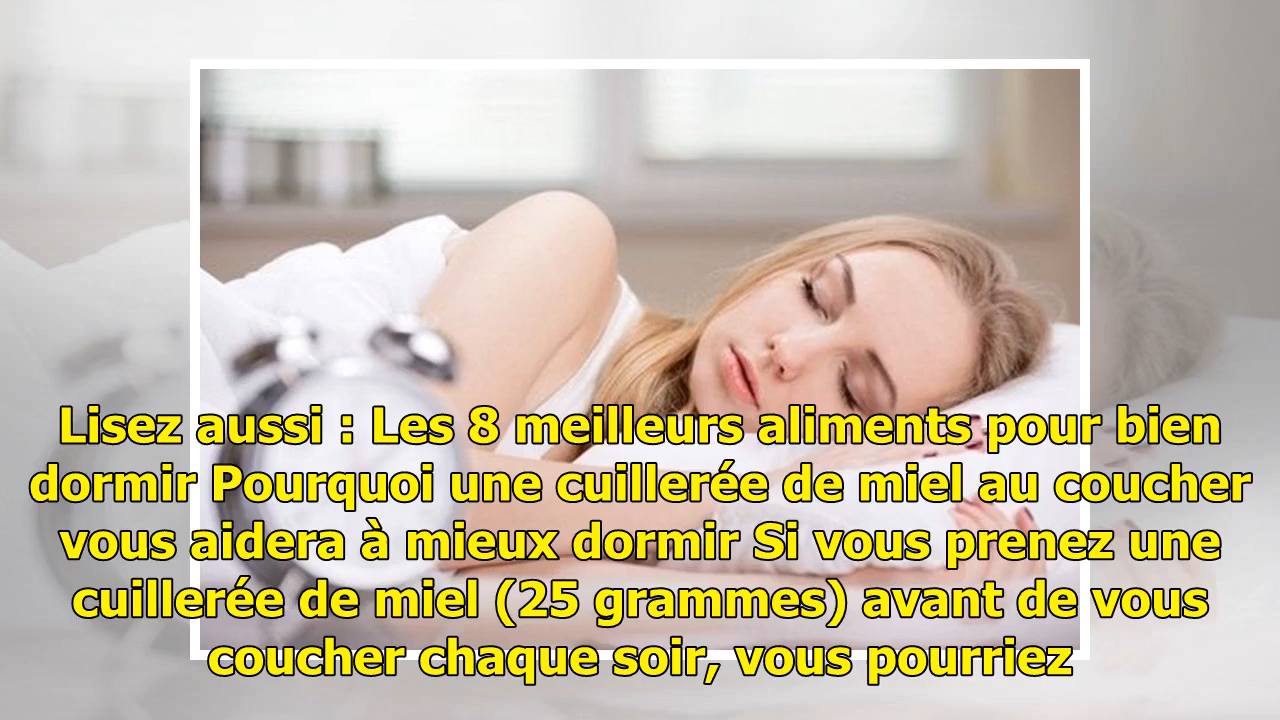 Lisez aussi : Les 8 meilleurs aliments pour bien
dormir Pourquoi une cuillerée de miel au coucher
vous aidera à mieux dormir Si vous prenez une
cuillerée de miel (25 grammes) avant de vous
coucher chaque soir, vous pourriez